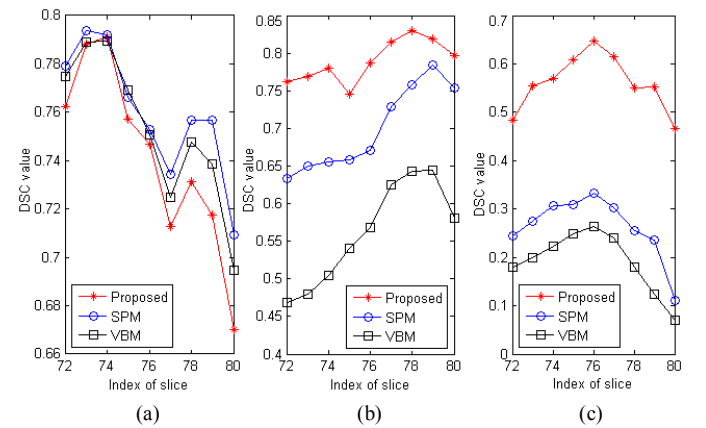 0.8
0.78
0.76
0.74
0.72
0.7
0.68
0.66
DSC value
72 74 76 78 80
Index of slice
Proposed
SPM
VBM
(a)
0.85
0.8
0.75
0.7
0.65
0.6
0.55
0.5
0.45
0.4
DSC value
72 74 76 78 80
Index of slice
Proposed
SPM
VBM
(b)
0.7
0.6
0.5
0.4
0.3
0.2
0.1
0
DSC value
72 74 76 78 80
Index of slice
Proposed
SPM
VBM
(c)